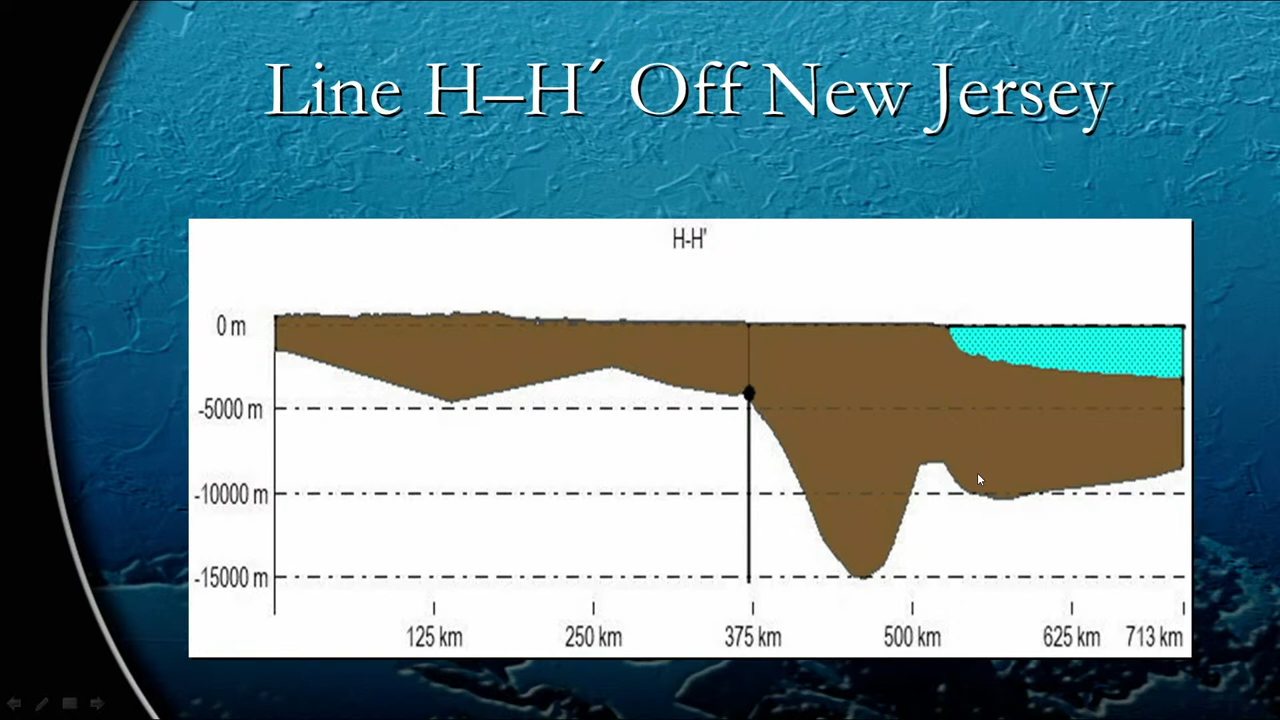 Line H–H´ Off New Jersey
H-H'
0 m
-5000 m
-10000 m
-15000 m
125 km 250 km 375 km 500 km 625 km 713 km